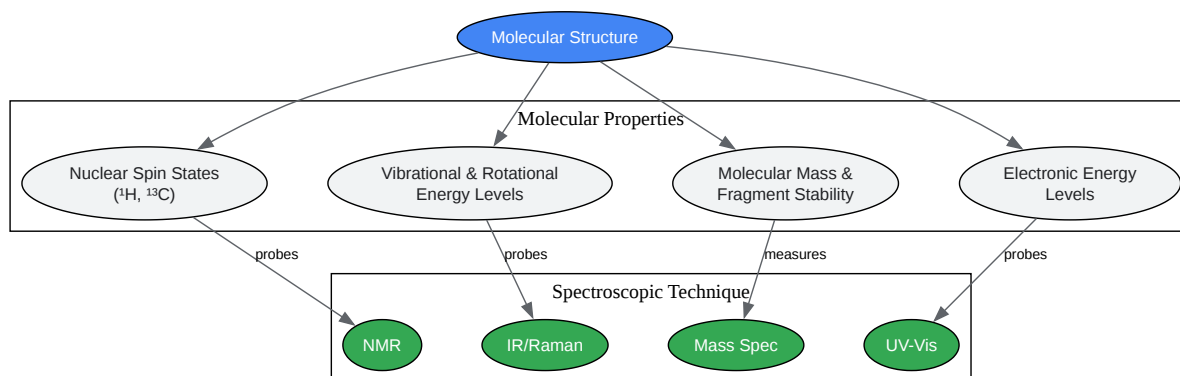 Molecular Structure
Molecular Properties
Nuclear Spin States
(¹H, ¹³C)
Vibrational & Rotational
Energy Levels
Molecular Mass &
Fragment Stability
Electronic Energy
Levels
probes
probes
measures
probes
Spectroscopic Technique
NMR
IR/Raman
Mass Spec
UV-Vis